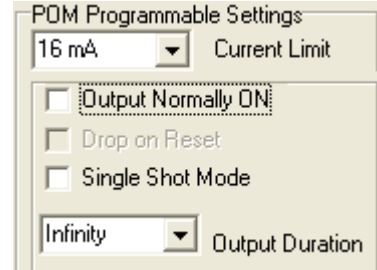 POM Programmable Settings
16 mA Current Limit
Output Normally ON
Drop on Reset
Single Shot Mode
Infinity Output Duration